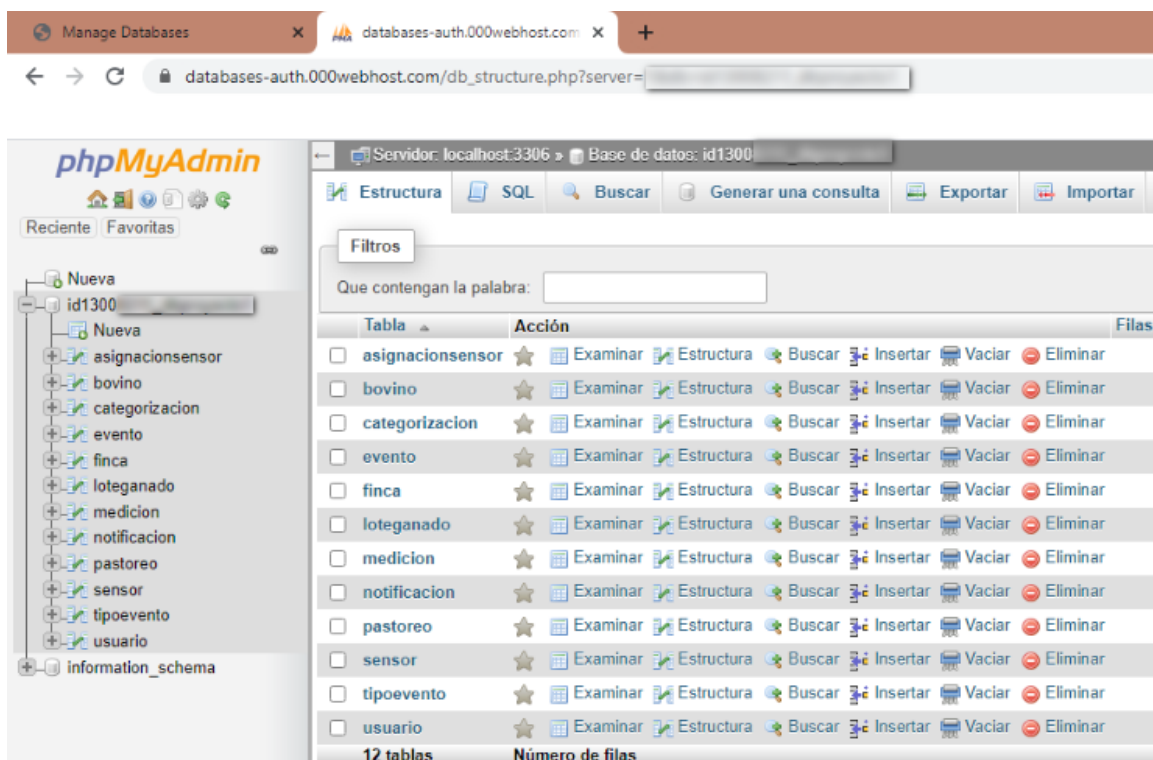 Manage Databases
databases-auth.000webhost.com
databases-auth.000webhost.com/db_structure.php?server=
phpMyAdmin
Reciente Favoritas
Nueva
id1300
Nueva
asignacionsensor
bovino
categorizacion
evento
finca
loteganado
medicion
notificacion
pastoreo
sensor
tipoevento
usuario
information_schema
Servidor: localhost:3306 » Base de datos: id1300
Estructura SQL Buscar Generar una consulta Exportar Importar
Filtros
Que contengan la palabra:
Tabla Acción Filas
asignacionsensor Examinar Estructura Buscar Insertar Vaciar Eliminar
bovino Examinar Estructura Buscar Insertar Vaciar Eliminar
categorizacion Examinar Estructura Buscar Insertar Vaciar Eliminar
evento Examinar Estructura Buscar Insertar Vaciar Eliminar
finca Examinar Estructura Buscar Insertar Vaciar Eliminar
loteganado Examinar Estructura Buscar Insertar Vaciar Eliminar
medicion Examinar Estructura Buscar Insertar Vaciar Eliminar
notificacion Examinar Estructura Buscar Insertar Vaciar Eliminar
pastoreo Examinar Estructura Buscar Insertar Vaciar Eliminar
sensor Examinar Estructura Buscar Insertar Vaciar Eliminar
tipoevento Examinar Estructura Buscar Insertar Vaciar Eliminar
usuario Examinar Estructura Buscar Insertar Vaciar Eliminar
12 tablas Número de filas